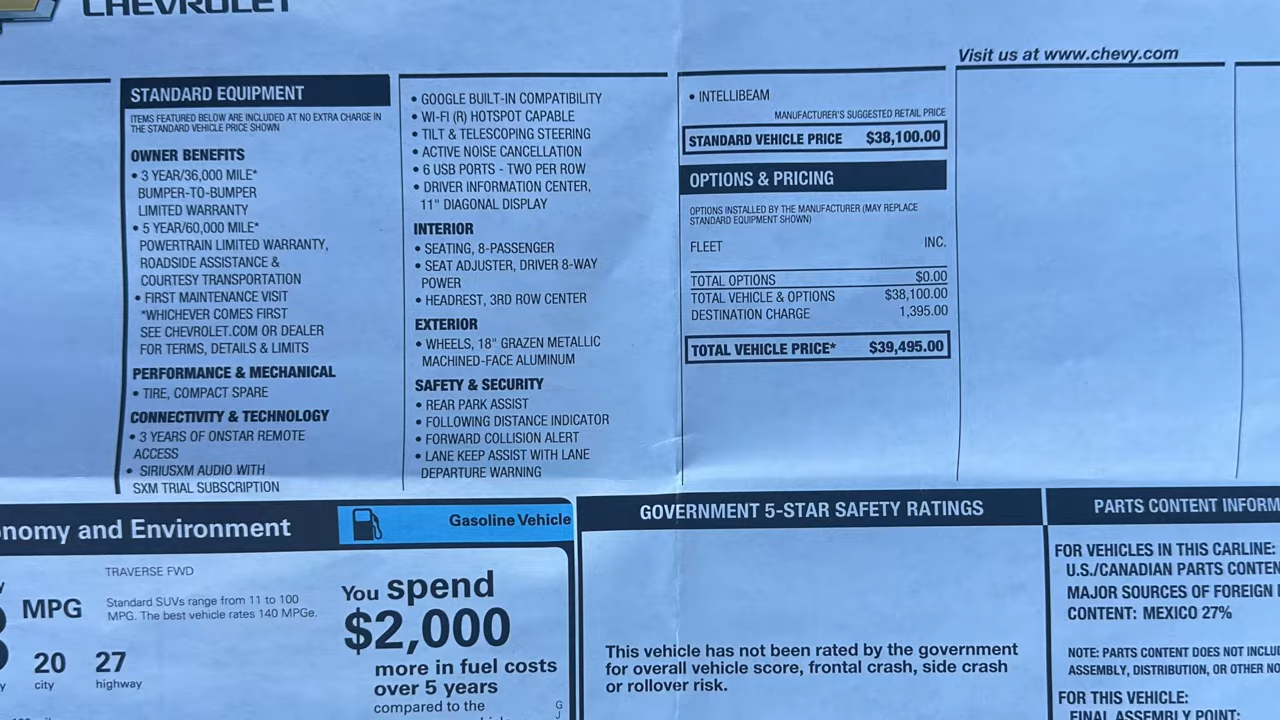 CHEVROLET
Visit us at www.chevy.com
STANDARD EQUIPMENT
ITEMS FEATURED BELOW ARE INCLUDED AT NO EXTRA CHARGE IN
THE STANDARD VEHICLE PRICE SHOWN
OWNER BENEFITS
• 3 YEAR/36,000 MILE*
BUMPER-TO-BUMPER
LIMITED WARRANTY
• 5 YEAR/60,000 MILE*
POWERTRAIN LIMITED WARRANTY,
ROADSIDE ASSISTANCE &
COURTESY TRANSPORTATION
• FIRST MAINTENANCE VISIT
*WHICHEVER COMES FIRST
SEE CHEVROLET.COM OR DEALER
FOR TERMS, DETAILS & LIMITS
PERFORMANCE & MECHANICAL
• TIRE, COMPACT SPARE
CONNECTIVITY & TECHNOLOGY
• 3 YEARS OF ONSTAR REMOTE
ACCESS
• SIRIUSXM AUDIO WITH
SXM TRIAL SUBSCRIPTION
• GOOGLE BUILT-IN COMPATIBILITY
• WI-FI (R) HOTSPOT CAPABLE
• TILT & TELESCOPING STEERING
• ACTIVE NOISE CANCELLATION
• 6 USB PORTS - TWO PER ROW
• DRIVER INFORMATION CENTER,
11" DIAGONAL DISPLAY
INTERIOR
• SEATING, 8-PASSENGER
• SEAT ADJUSTER, DRIVER 8-WAY
POWER
• HEADREST, 3RD ROW CENTER
EXTERIOR
• WHEELS, 18" GRAZEN METALLIC
MACHINED-FACE ALUMINUM
SAFETY & SECURITY
• REAR PARK ASSIST
• FOLLOWING DISTANCE INDICATOR
• FORWARD COLLISION ALERT
• LANE KEEP ASSIST WITH LANE
DEPARTURE WARNING
• INTELLIBEAM
MANUFACTURER'S SUGGESTED RETAIL PRICE
STANDARD VEHICLE PRICE $38,100.00
OPTIONS & PRICING
OPTIONS INSTALLED BY THE MANUFACTURER (MAY REPLACE
STANDARD EQUIPMENT SHOWN)
FLEET INC.
TOTAL OPTIONS $0.00
TOTAL VEHICLE & OPTIONS $38,100.00
DESTINATION CHARGE 1,395.00
TOTAL VEHICLE PRICE* $39,495.00
nomy and Environment
Gasoline Vehicle
TRAVERSE FWD
MPG
Standard SUVs range from 11 to 100
MPG. The best vehicle rates 140 MPGe.
20 27
city highway
You spend
$2,000
more in fuel costs
over 5 years
compared to the
GOVERNMENT 5-STAR SAFETY RATINGS
This vehicle has not been rated by the government
for overall vehicle score, frontal crash, side crash
or rollover risk.
PARTS CONTENT INFORM
FOR VEHICLES IN THIS CARLINE:
U.S./CANADIAN PARTS CONTEN
MAJOR SOURCES OF FOREIGN
CONTENT: MEXICO 27%
NOTE: PARTS CONTENT DOES NOT INCLU
ASSEMBLY, DISTRIBUTION, OR OTHER NO
FOR THIS VEHICLE:
FINAL ASSEMBLY POINT: